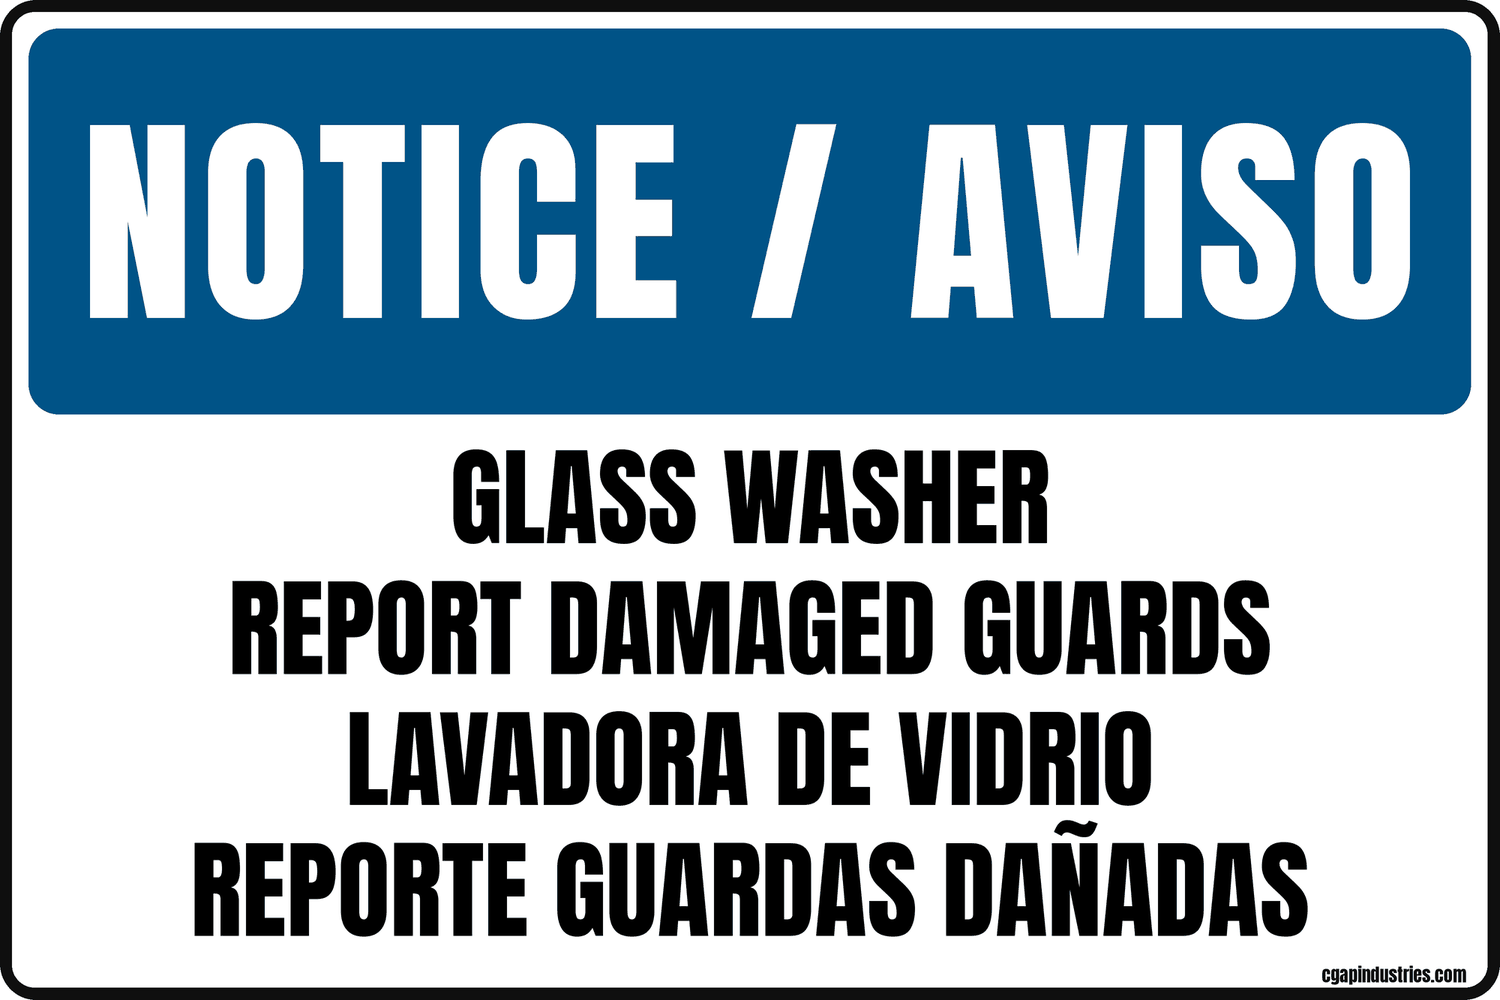 NOTICE / AVISO
GLASS WASHER
REPORT DAMAGED GUARDS
LAVADORA DE VIDRIO
REPORTE GUARDAS DAÑADAS
cgapindustries.com